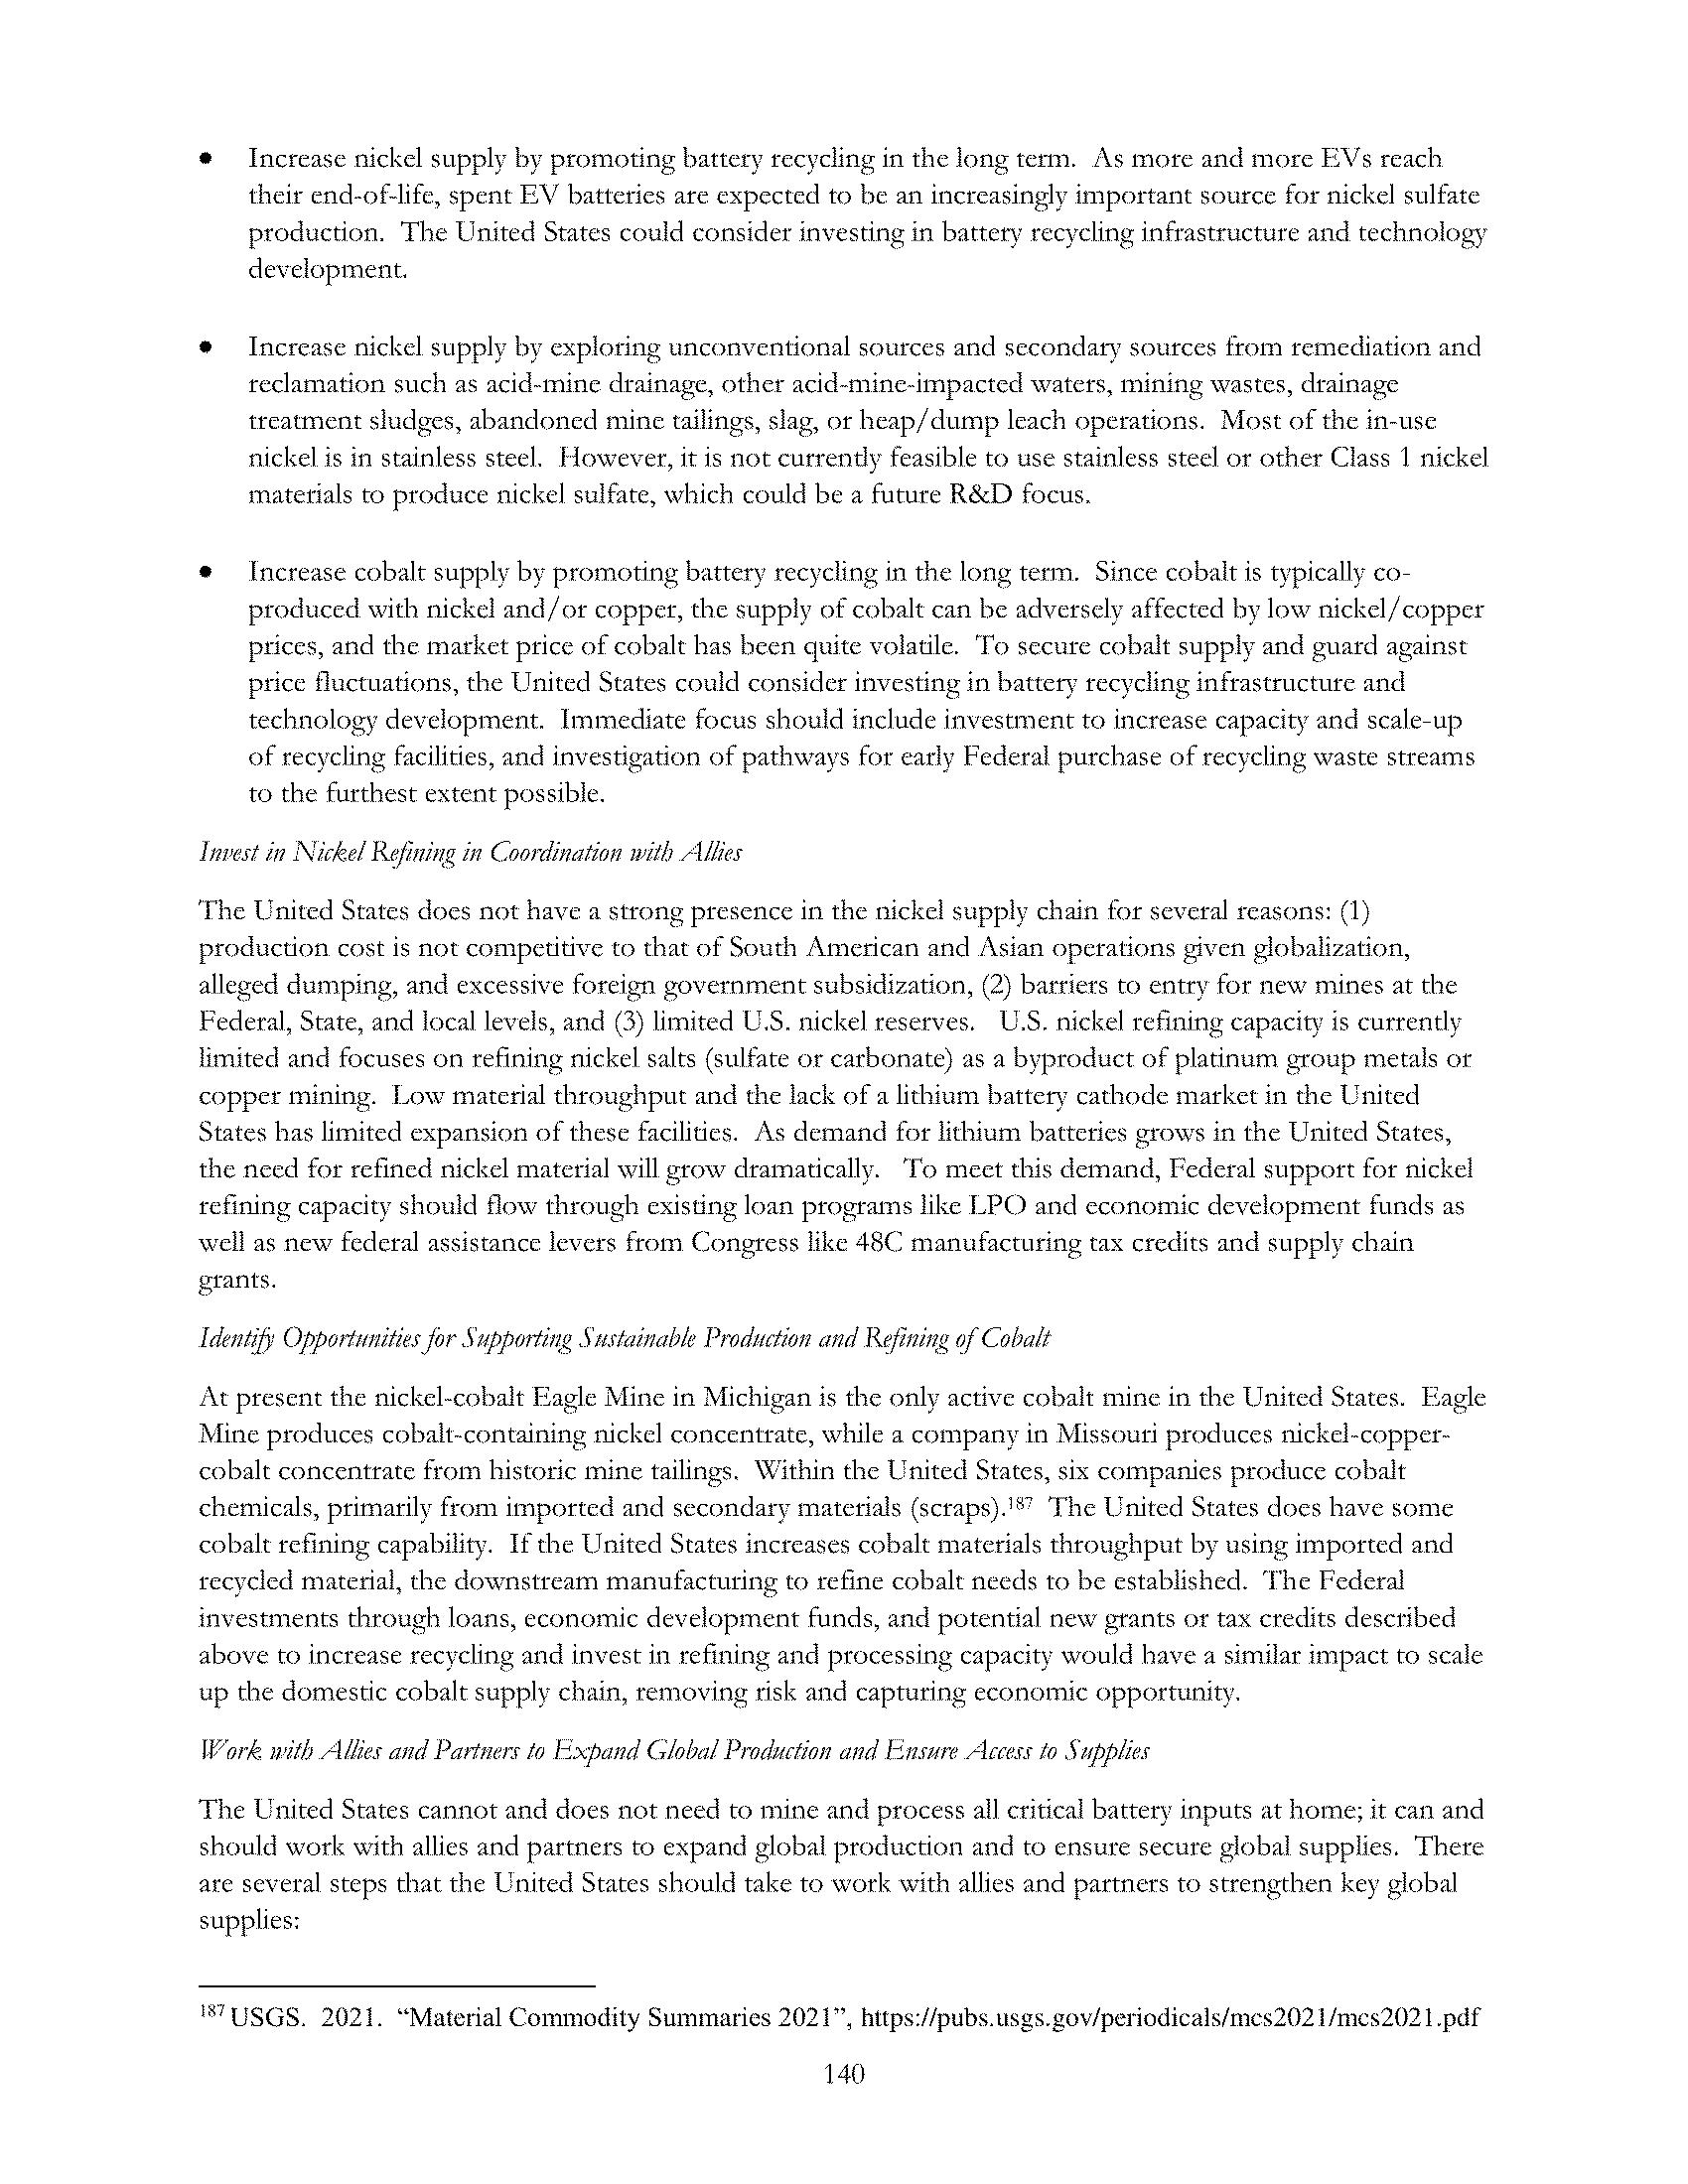 • Increase nickel supply by promoting battery recycling in the long term.  As more and more EVs reach
their end-of-life, spent EV batteries are expected to be an increasingly important source for nickel sulfate
production.  The United States could consider investing in battery recycling infrastructure and technology
development.
• Increase nickel supply by exploring unconventional sources and secondary sources from remediation and
reclamation such as acid-mine drainage, other acid-mine-impacted waters, mining wastes, drainage
treatment sludges, abandoned mine tailings, slag, or heap/dump leach operations.  Most of the in-use
nickel is in stainless steel.  However, it is not currently feasible to use stainless steel or other Class 1 nickel
materials to produce nickel sulfate, which could be a future R&D focus.
• Increase cobalt supply by promoting battery recycling in the long term.  Since cobalt is typically co-
produced with nickel and/or copper, the supply of cobalt can be adversely affected by low nickel/copper
prices, and the market price of cobalt has been quite volatile.  To secure cobalt supply and guard against
price fluctuations, the United States could consider investing in battery recycling infrastructure and
technology development.  Immediate focus should include investment to increase capacity and scale-up
of recycling facilities, and investigation of pathways for early Federal purchase of recycling waste streams
to the furthest extent possible.
Invest in Nickel Refining in Coordination with Allies
The United States does not have a strong presence in the nickel supply chain for several reasons: (1)
production cost is not competitive to that of South American and Asian operations given globalization,
alleged dumping, and excessive foreign government subsidization, (2) barriers to entry for new mines at the
Federal, State, and local levels, and (3) limited U.S. nickel reserves.   U.S. nickel refining capacity is currently
limited and focuses on refining nickel salts (sulfate or carbonate) as a byproduct of platinum group metals or
copper mining.  Low material throughput and the lack of a lithium battery cathode market in the United
States has limited expansion of these facilities.  As demand for lithium batteries grows in the United States,
the need for refined nickel material will grow dramatically.   To meet this demand, Federal support for nickel
refining capacity should flow through existing loan programs like LPO and economic development funds as
well as new federal assistance levers from Congress like 48C manufacturing tax credits and supply chain
grants.
Identify Opportunities for Supporting Sustainable Production and Refining of Cobalt
At present the nickel-cobalt Eagle Mine in Michigan is the only active cobalt mine in the United States.  Eagle
Mine produces cobalt-containing nickel concentrate, while a company in Missouri produces nickel-copper-
cobalt concentrate from historic mine tailings.  Within the United States, six companies produce cobalt
chemicals, primarily from imported and secondary materials (scraps).187  The United States does have some
cobalt refining capability.  If the United States increases cobalt materials throughput by using imported and
recycled material, the downstream manufacturing to refine cobalt needs to be established.  The Federal
investments through loans, economic development funds, and potential new grants or tax credits described
above to increase recycling and invest in refining and processing capacity would have a similar impact to scale
up the domestic cobalt supply chain, removing risk and capturing economic opportunity.
Work with Allies and Partners to Expand Global Production and Ensure Access to Supplies
The United States cannot and does not need to mine and process all critical battery inputs at home; it can and
should work with allies and partners to expand global production and to ensure secure global supplies.  There
are several steps that the United States should take to work with allies and partners to strengthen key global
supplies:
187 USGS.  2021.  “Material Commodity Summaries 2021”, https://pubs.usgs.gov/periodicals/mcs2021/mcs2021.pdf
140